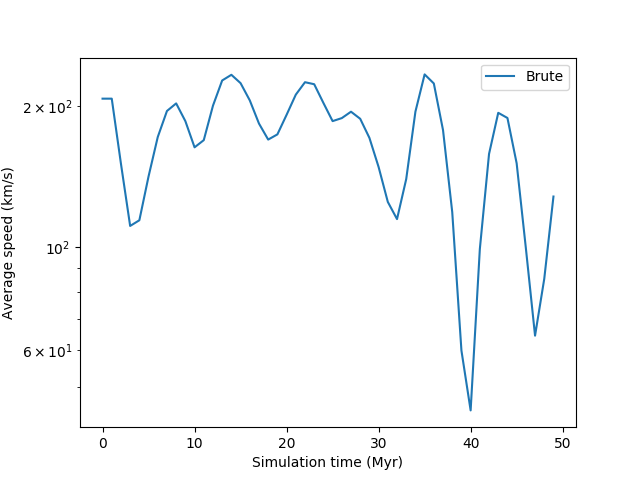 Brute
2 × 10²
10²
6 × 10¹
Average speed (km/s)
0 10 20 30 40 50
Simulation time (Myr)